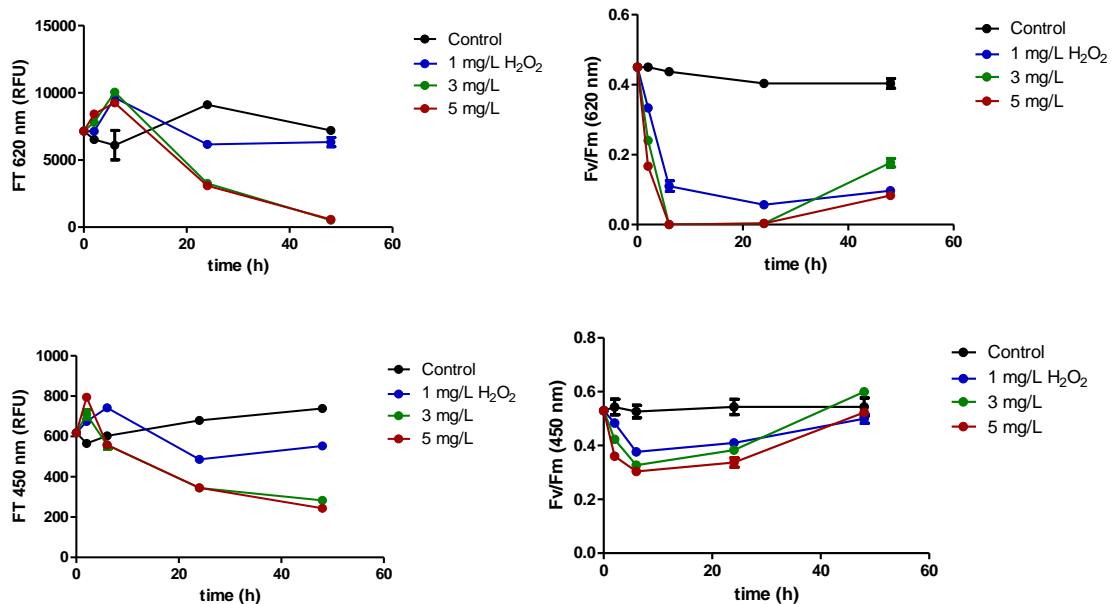 FT 620 nm (RFU)
15000
10000
5000
0
0 20 40 60
time (h)
Control
1 mg/L H₂O₂
3 mg/L
5 mg/L
Fv/Fm (620 nm)
0.6
0.4
0.2
0.0
0 20 40 60
time (h)
Control
1 mg/L H₂O₂
3 mg/L
5 mg/L
FT 450 nm (RFU)
1000
800
600
400
200
0
0 20 40 60
time (h)
Control
1 mg/L H₂O₂
3 mg/L
5 mg/L
Fv/Fm (450 nm)
0.8
0.6
0.4
0.2
0.0
0 20 40 60
time (h)
Control
1 mg/L H₂O₂
3 mg/L
5 mg/L